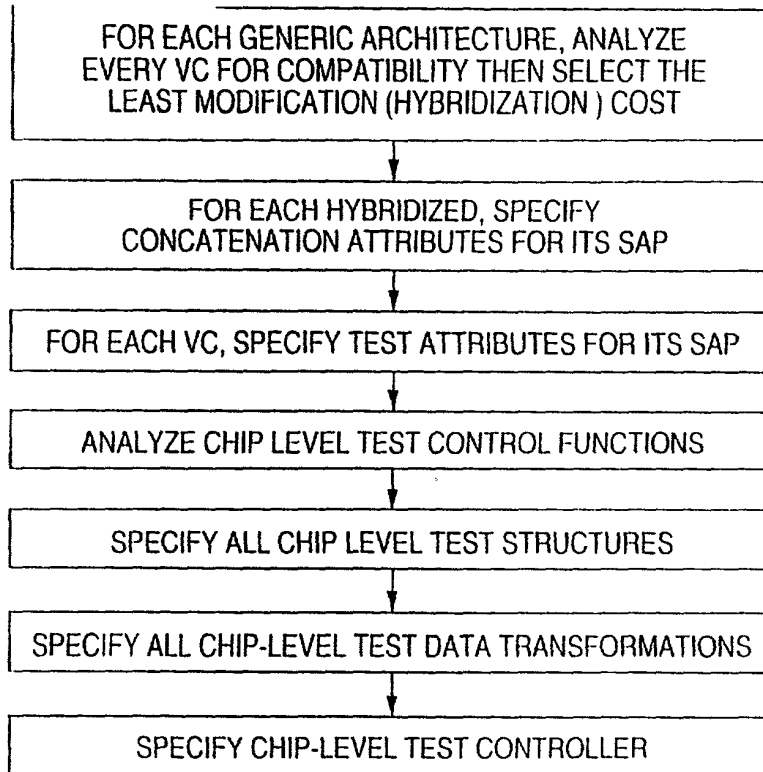 FOR EACH GENERIC ARCHITECTURE, ANALYZE
EVERY VC FOR COMPATIBILITY THEN SELECT THE
LEAST MODIFICATION (HYBRIDIZATION ) COST
FOR EACH HYBRIDIZED, SPECIFY
CONCATENATION ATTRIBUTES FOR ITS SAP
FOR EACH VC, SPECIFY TEST ATTRIBUTES FOR ITS SAP
ANALYZE CHIP LEVEL TEST CONTROL FUNCTIONS
SPECIFY ALL CHIP LEVEL TEST STRUCTURES
SPECIFY ALL CHIP-LEVEL TEST DATA TRANSFORMATIONS
SPECIFY CHIP-LEVEL TEST CONTROLLER